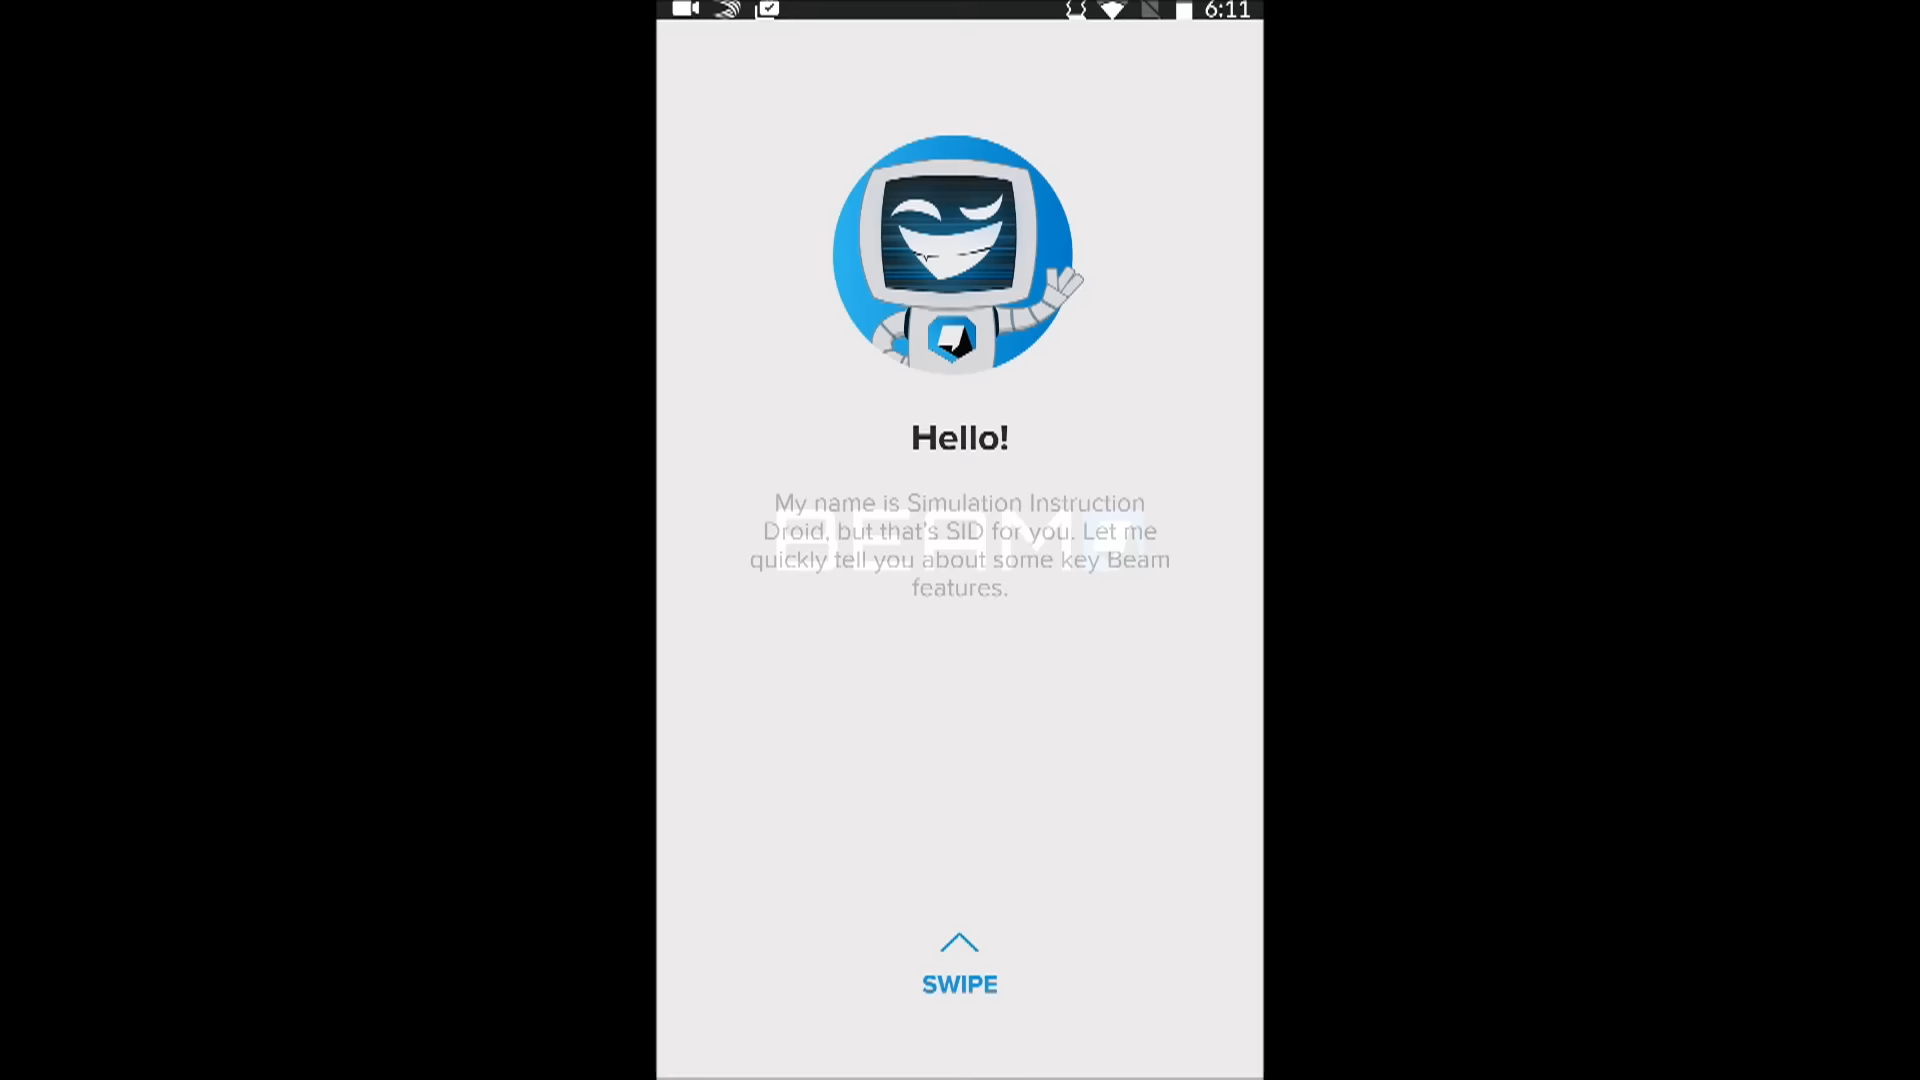 6:11
Hello!
My name is Simulation Instruction
Droid, but that's SID for you. Let me
quickly tell you about some key Beam
features.
BEAM
SWIPE